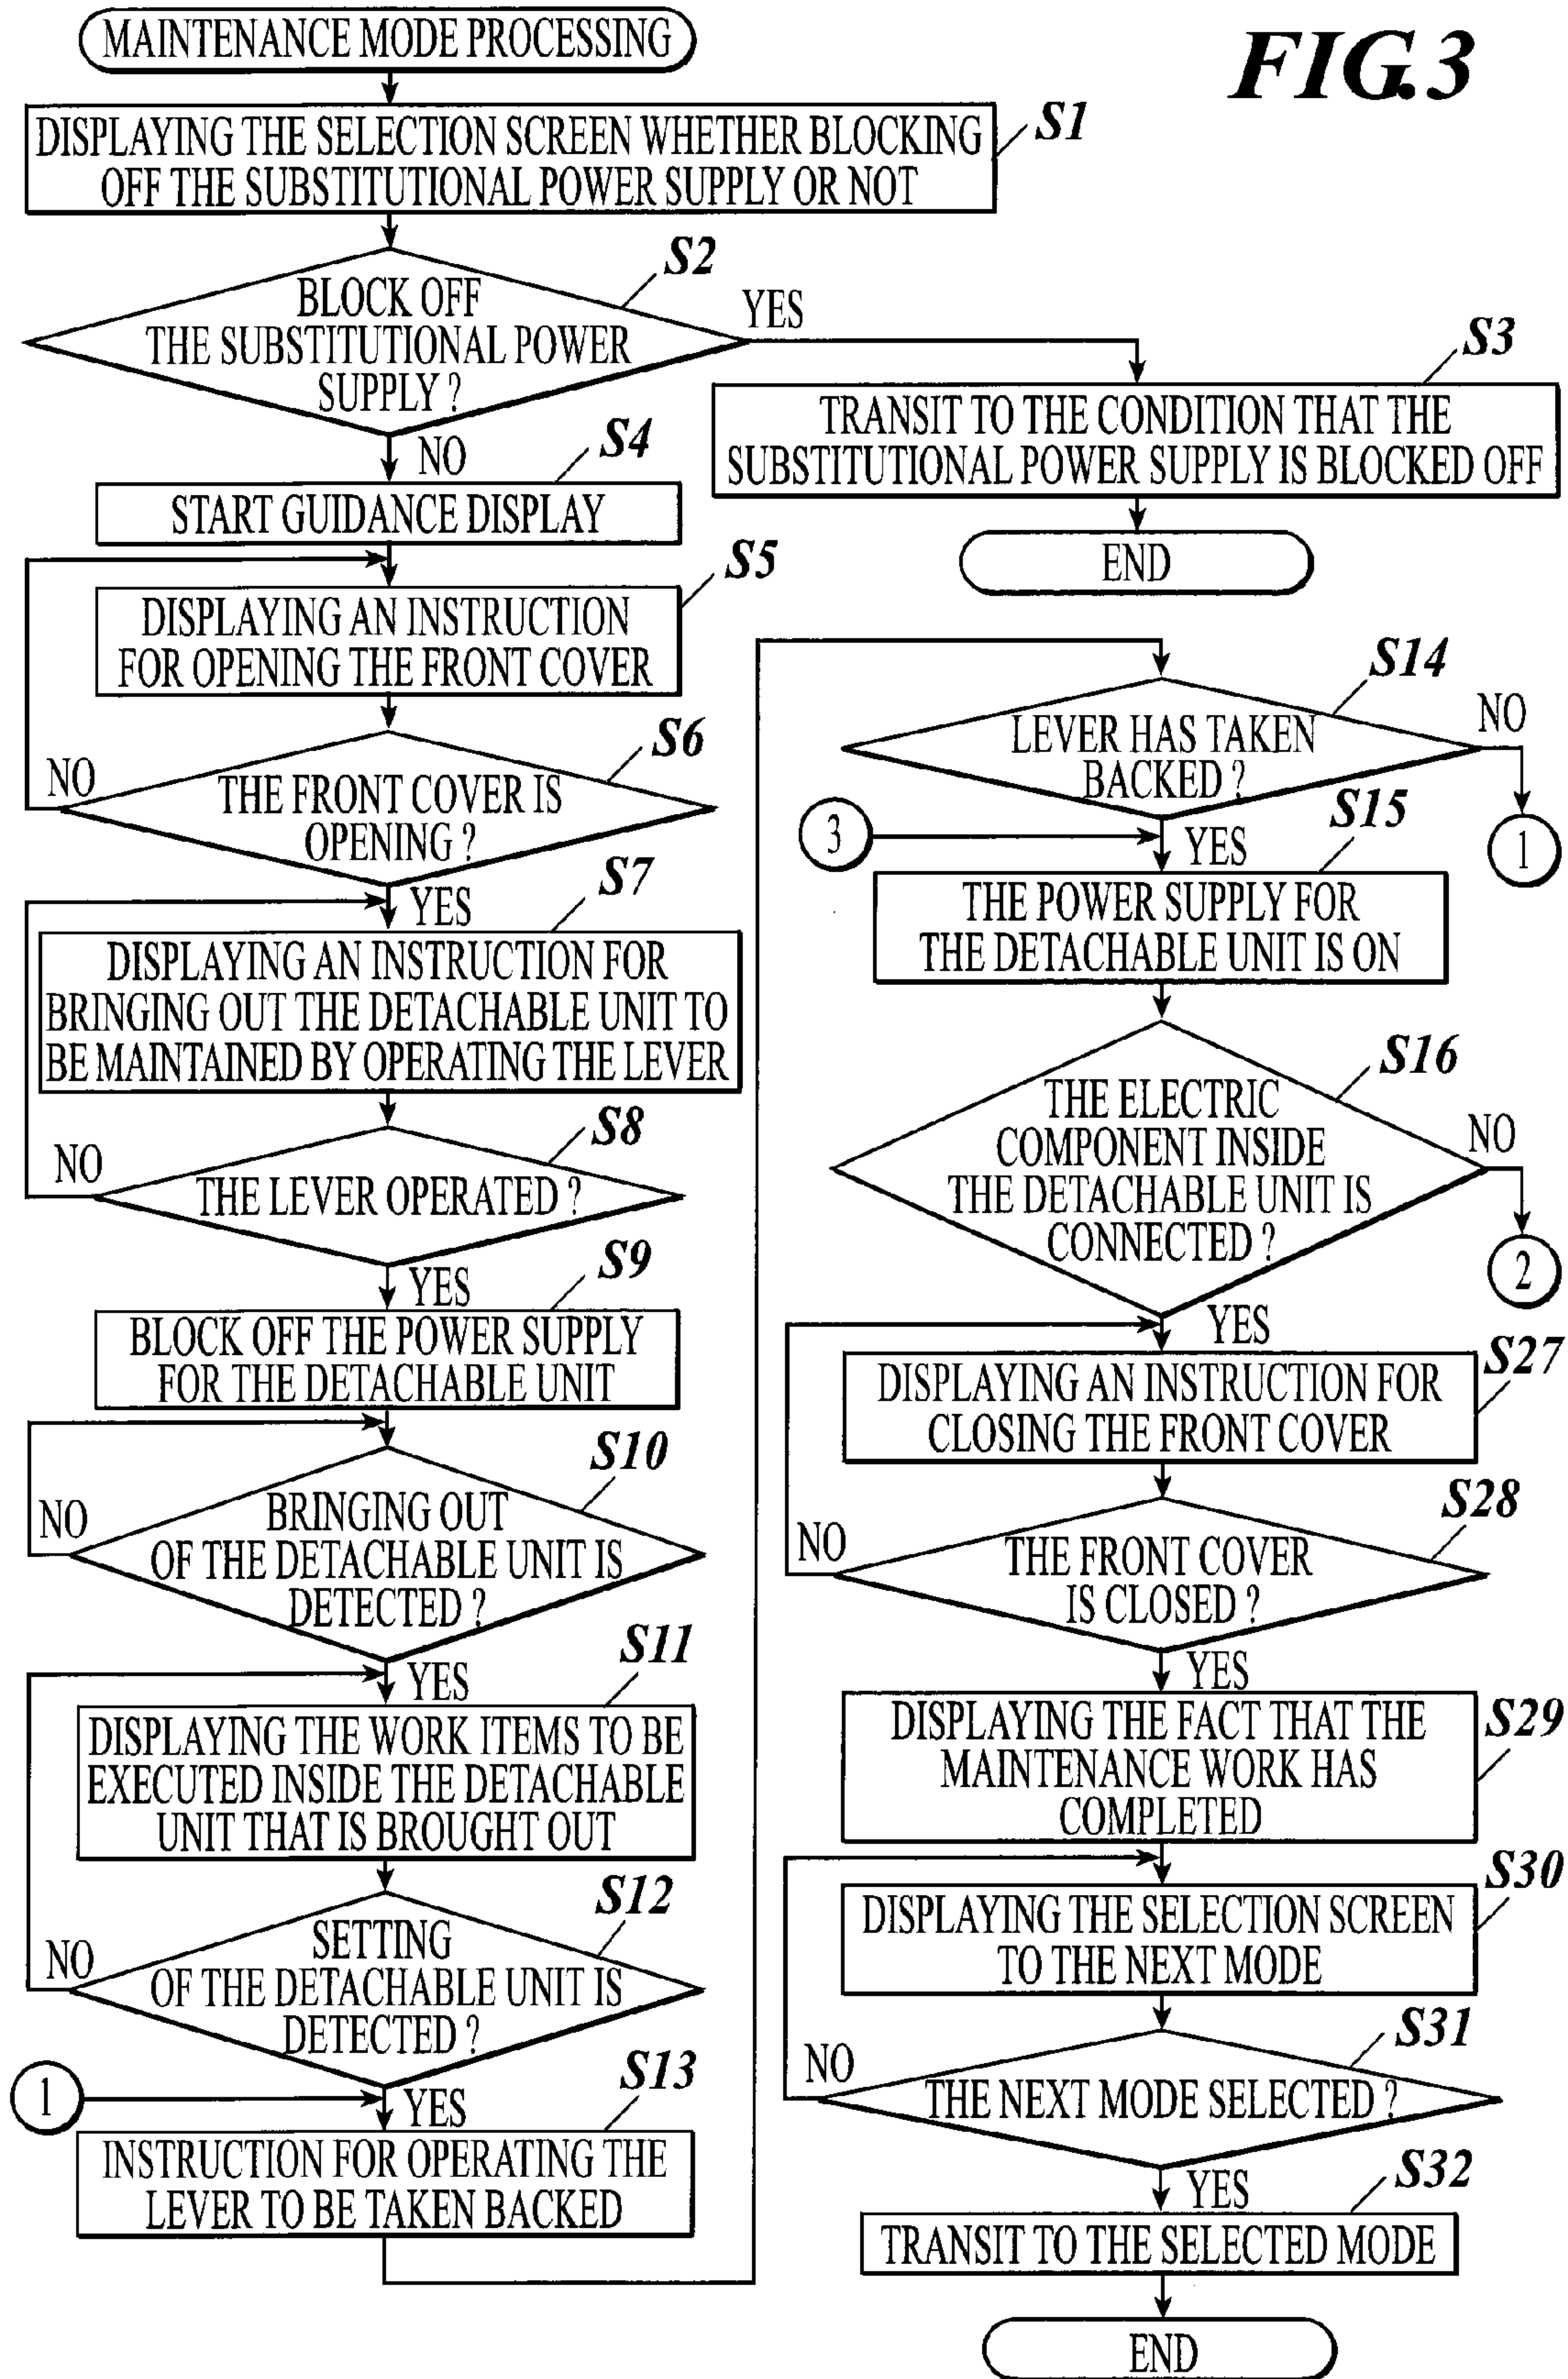 FIG.3
MAINTENANCE MODE PROCESSING
S1
DISPLAYING THE SELECTION SCREEN WHETHER BLOCKING
OFF THE SUBSTITUTIONAL POWER SUPPLY OR NOT
S2
BLOCK OFF
THE SUBSTITUTIONAL POWER
SUPPLY ?
YES
NO
S3
TRANSIT TO THE CONDITION THAT THE
SUBSTITUTIONAL POWER SUPPLY IS BLOCKED OFF
END
S4
START GUIDANCE DISPLAY
S5
DISPLAYING AN INSTRUCTION
FOR OPENING THE FRONT COVER
S6
NO
THE FRONT COVER IS
OPENING ?
YES
S7
DISPLAYING AN INSTRUCTION FOR
BRINGING OUT THE DETACHABLE UNIT TO
BE MAINTAINED BY OPERATING THE LEVER
S8
NO
THE LEVER OPERATED ?
YES
S9
BLOCK OFF THE POWER SUPPLY
FOR THE DETACHABLE UNIT
S10
NO
BRINGING OUT
OF THE DETACHABLE UNIT IS
DETECTED ?
YES
S11
DISPLAYING THE WORK ITEMS TO BE
EXECUTED INSIDE THE DETACHABLE
UNIT THAT IS BROUGHT OUT
S12
NO
SETTING
OF THE DETACHABLE UNIT IS
DETECTED ?
1
YES
S13
INSTRUCTION FOR OPERATING THE
LEVER TO BE TAKEN BACKED
S14
LEVER HAS TAKEN
BACKED ?
NO
1
3
YES
S15
THE POWER SUPPLY FOR
THE DETACHABLE UNIT IS ON
S16
THE ELECTRIC
COMPONENT INSIDE
THE DETACHABLE UNIT IS
CONNECTED ?
NO
2
YES
S27
DISPLAYING AN INSTRUCTION FOR
CLOSING THE FRONT COVER
S28
NO
THE FRONT COVER
IS CLOSED ?
YES
S29
DISPLAYING THE FACT THAT THE
MAINTENANCE WORK HAS
COMPLETED
S30
DISPLAYING THE SELECTION SCREEN
TO THE NEXT MODE
S31
NO
THE NEXT MODE SELECTED ?
YES
S32
TRANSIT TO THE SELECTED MODE
END